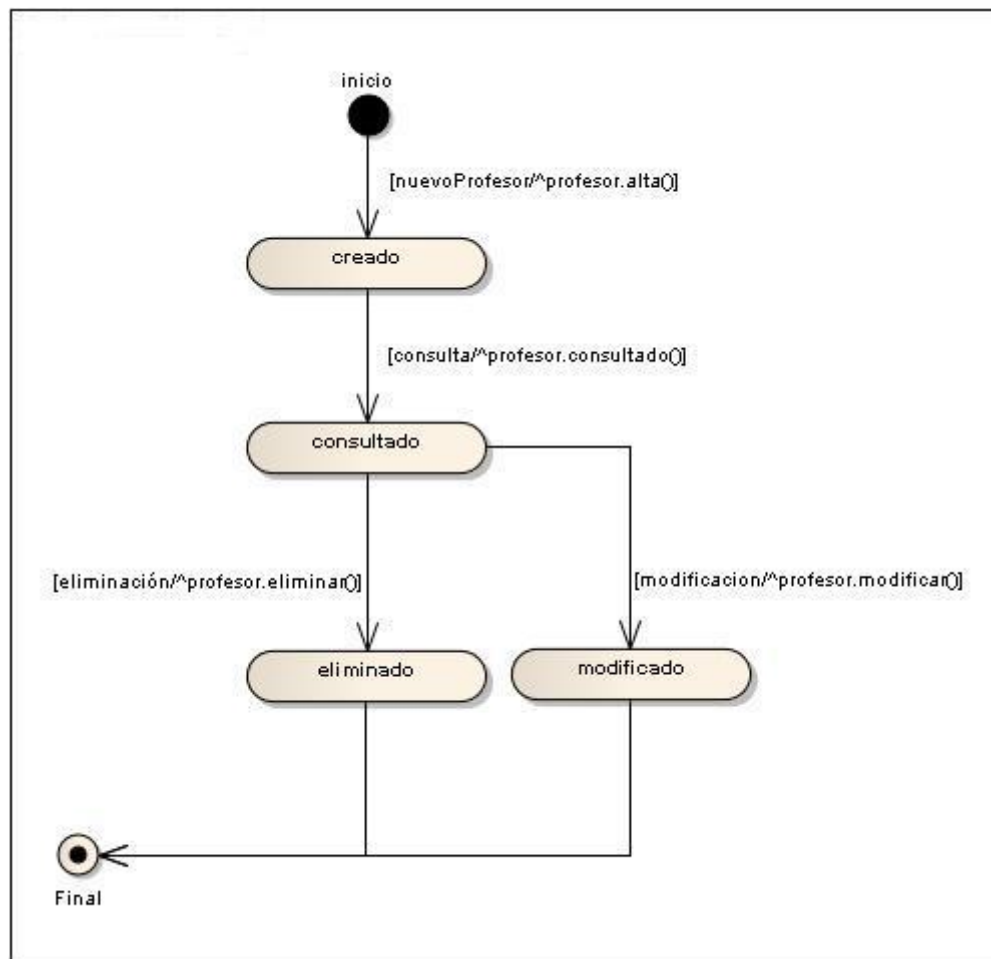 inicio
[nuevoProfesor/^profesor.alta()]
creado
[consulta/^profesor.consultado()]
consultado
[eliminación/^profesor.eliminar()]
[modificacion/^profesor.modificar()]
eliminado
modificado
Final